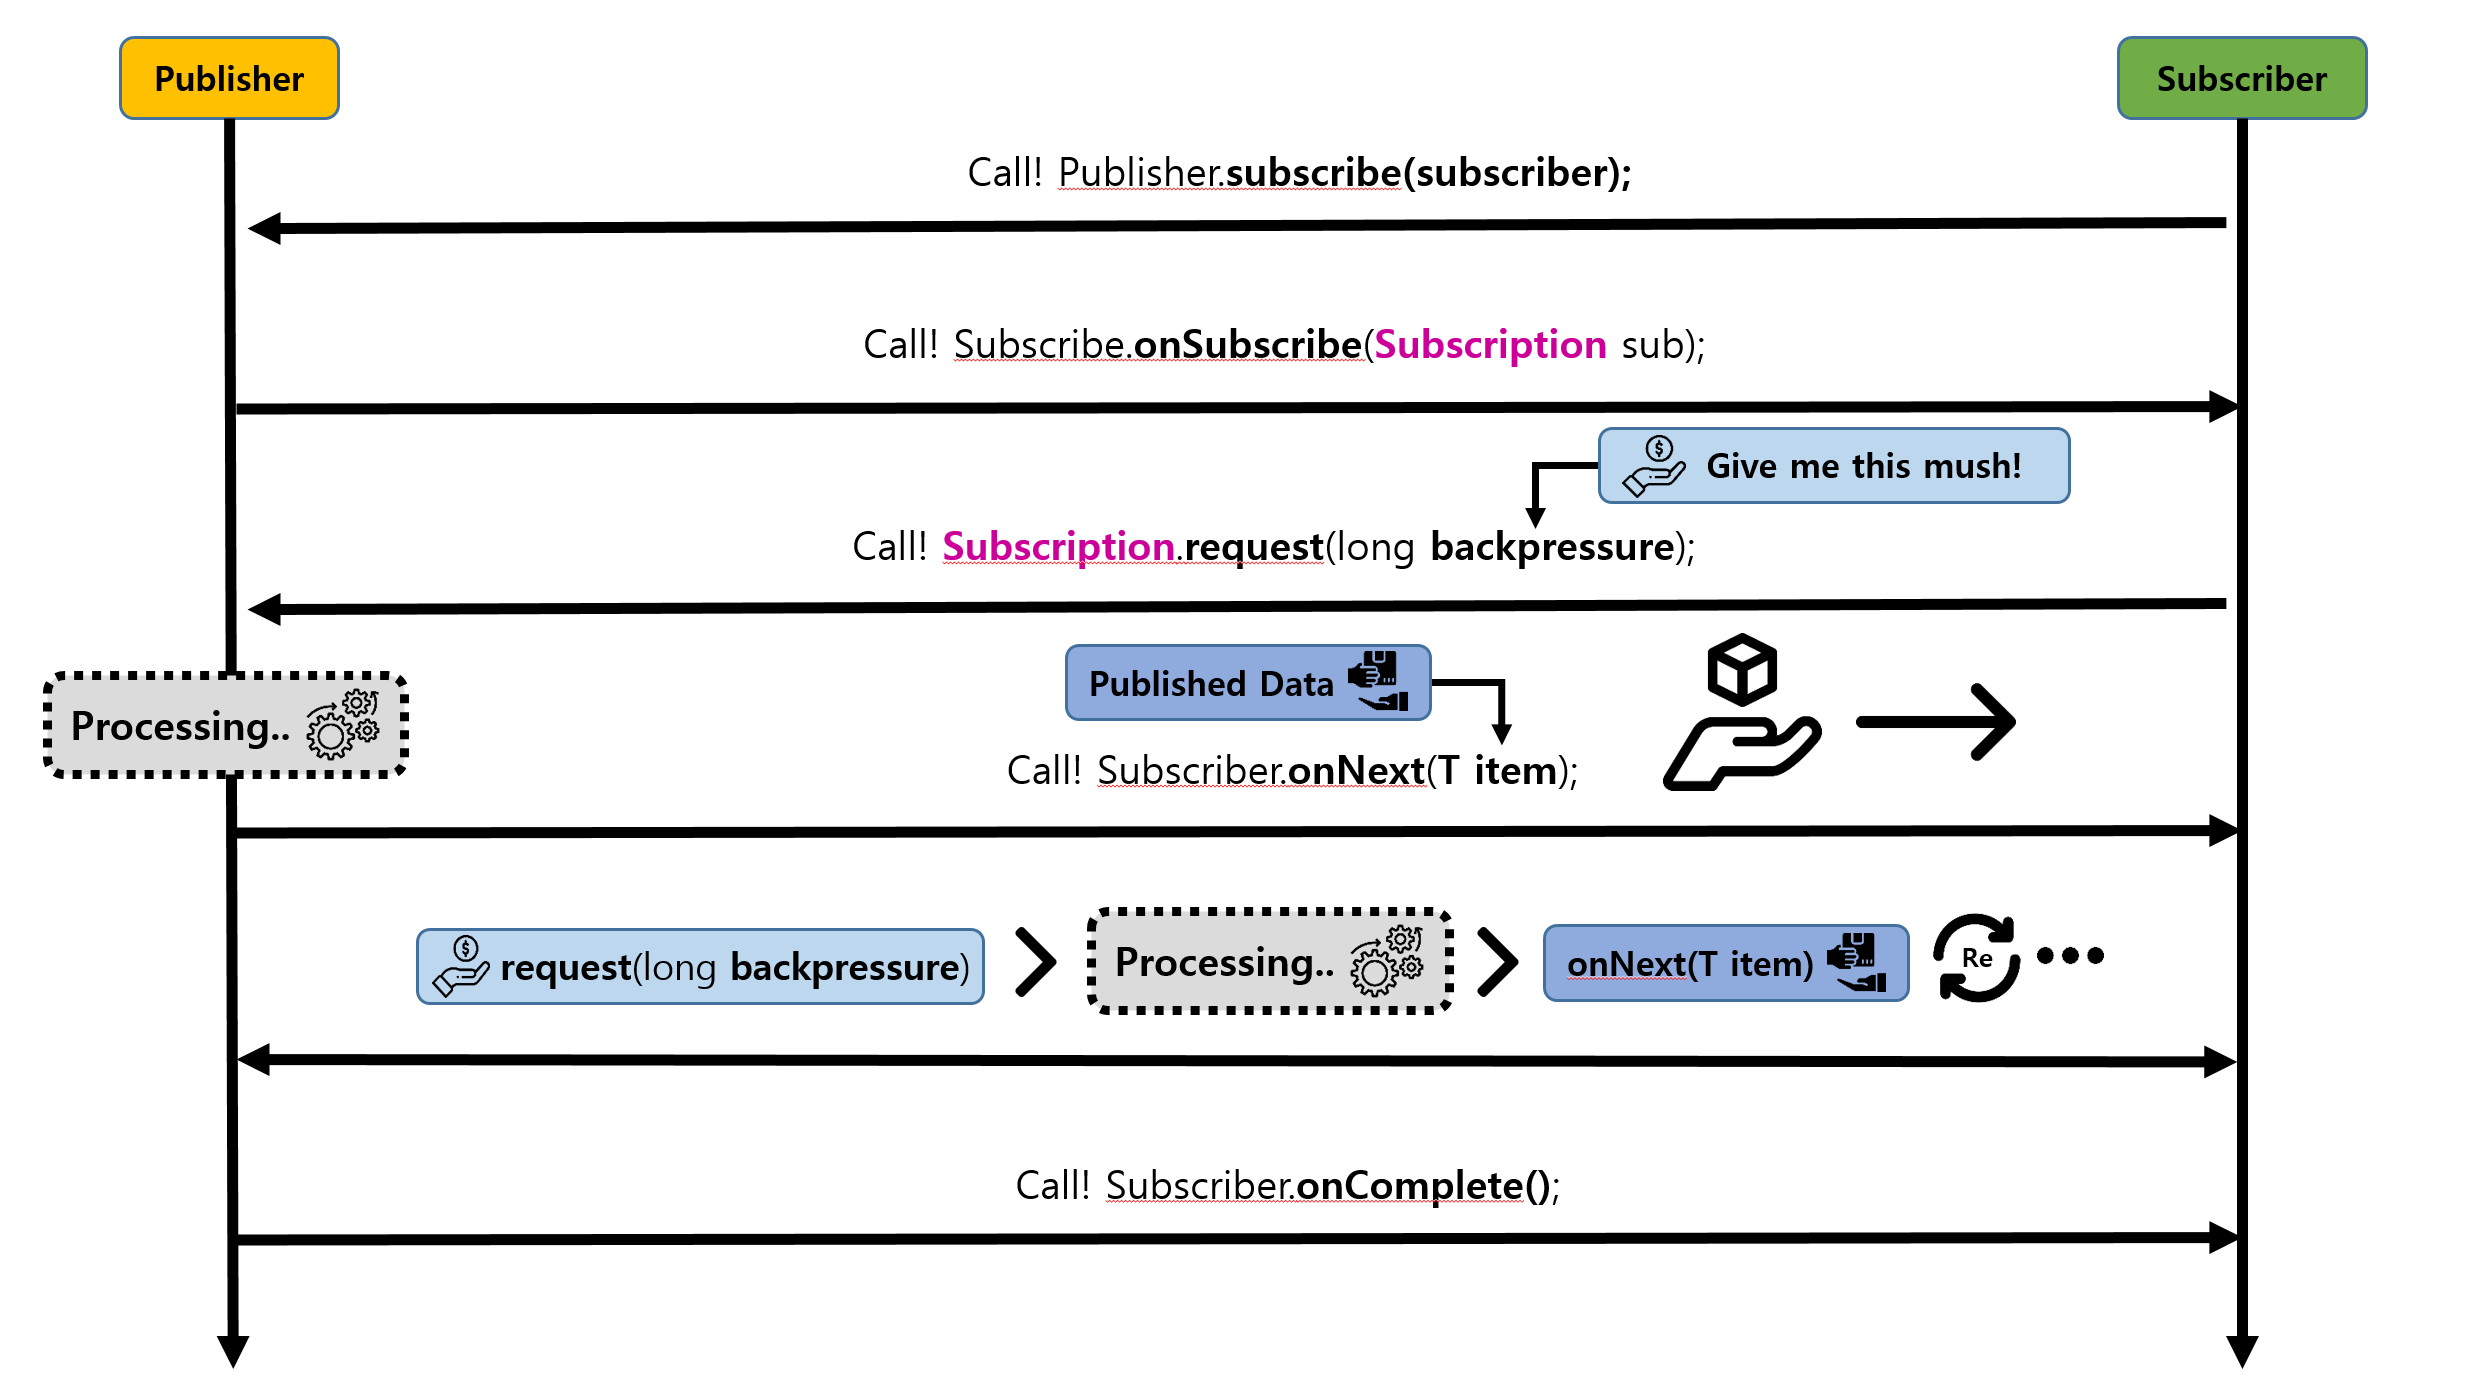 Publisher
Subscriber
Call! Publisher.subscribe(subscriber);
Call! Subscribe.onSubscribe(Subscription sub);
$ Give me this mush!
Call! Subscription.request(long backpressure);
Published Data
Processing..
Call! Subscriber.onNext(T item);
$ request(long backpressure)
Processing..
onNext(T item)
Re
Call! Subscriber.onComplete();